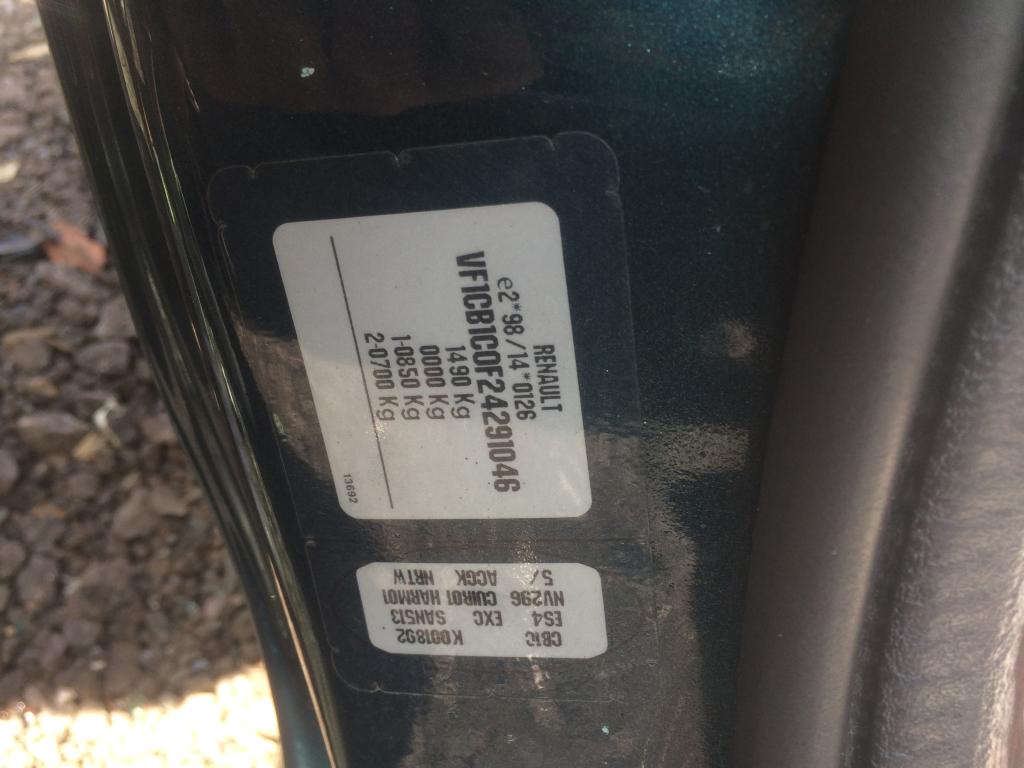 RENAULT
e2*98/14*0126
VF1CB1C0F24291046
1490 Kg
0000 Kg
1-0850 Kg
2-0700 Kg
13692
CB1C K001892
ES4 EXC SANS13
NV296 CUIR01 HARM01
5/ ACGK NRTW